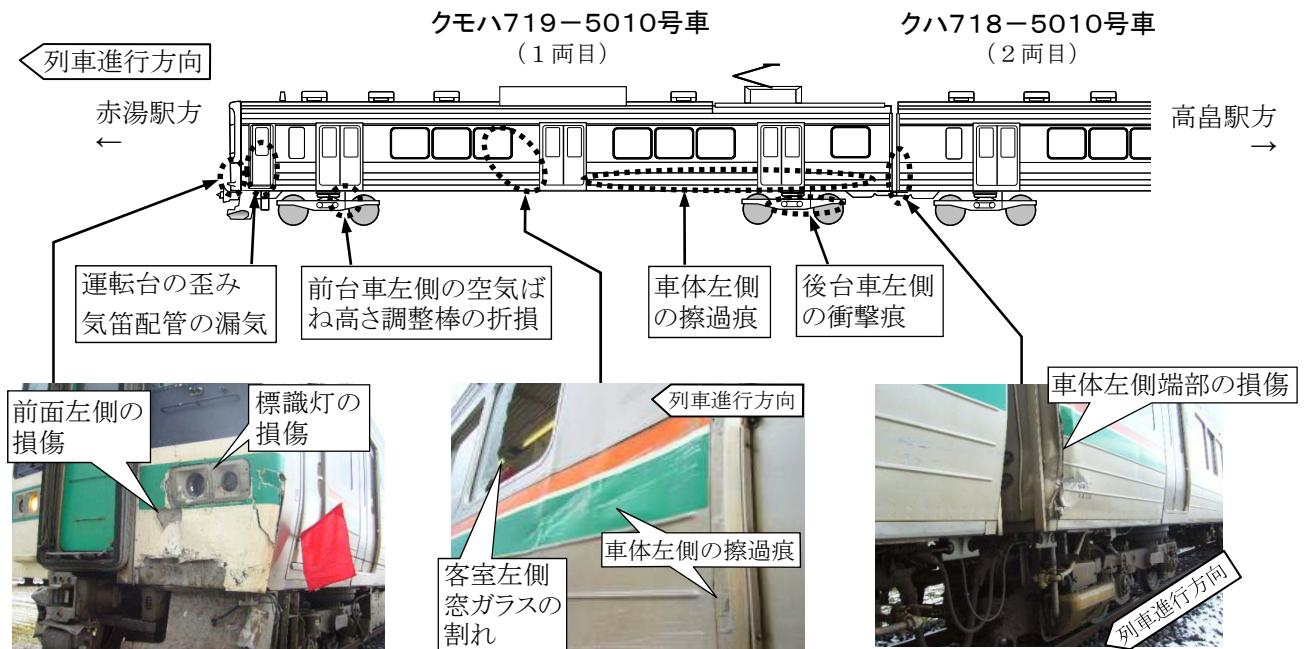 クモハ719-5010号車
(1両目)
クハ718-5010号車
(2両目)
列車進行方向
赤湯駅方
←
高畠駅方
→
運転台の歪み
気笛配管の漏気
前台車左側の空気ば
ね高さ調整棒の折損
車体左側
の擦過痕
後台車左側
の衝撃痕
前面左側の
損傷
標識灯の
損傷
列車進行方向
車体左側の擦過痕
客室左側
窓ガラスの
割れ
車体左側端部の損傷
列車進行方向